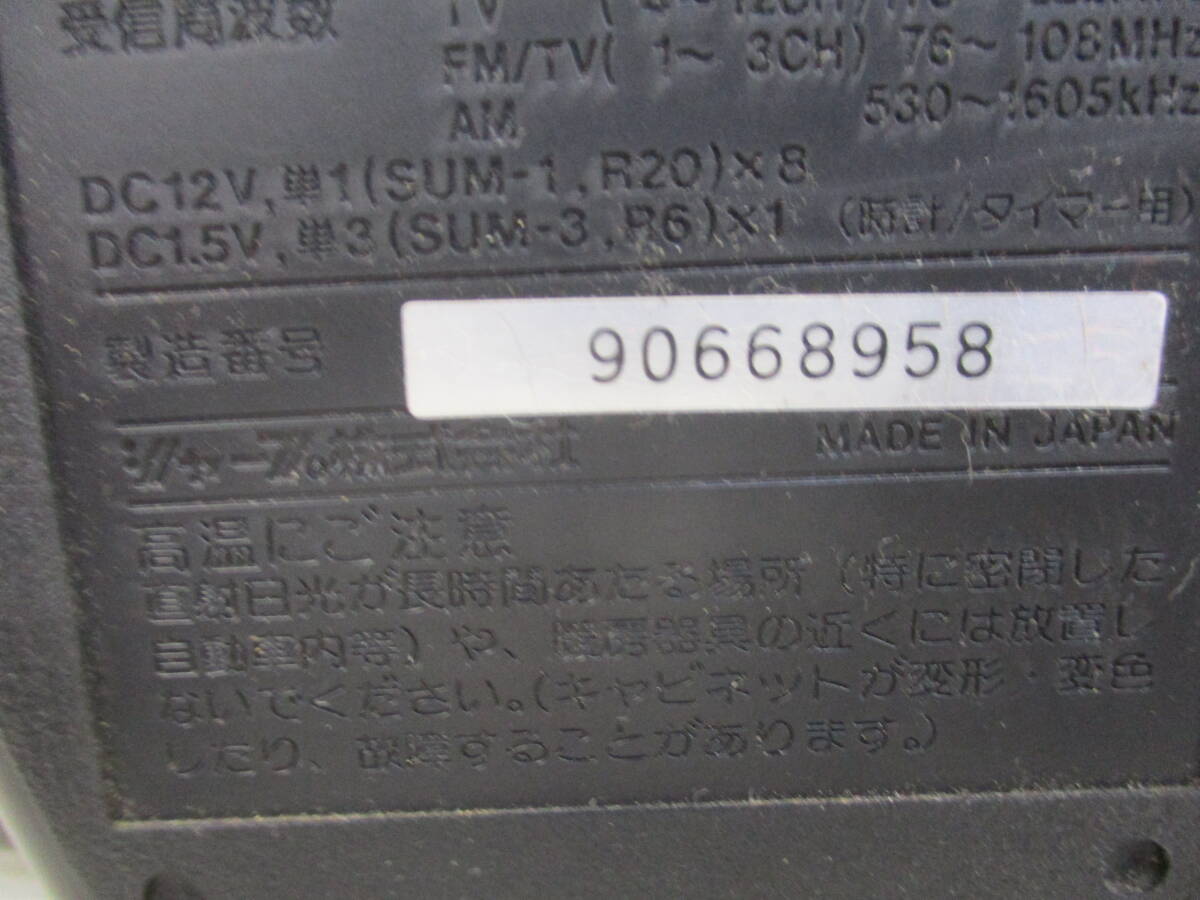 受信周波数 TV
FM/TV( 1～ 3CH) 76～ 108MHz
AM 530～1605kHz
DC12V,単1(SUM-1,R20)×8
DC1.5V,単3(SUM-3,R6)×1 (時計/タイマー用)
製造番号 90668958
シャープ株式会社 MADE IN JAPAN
高温にご注意
直射日光が長時間あたる場所（特に密閉した
自動車内等）や、暖房器具の近くには放置し
ないでください。(キャビネットが変形・変色
したり、故障することがあります。)